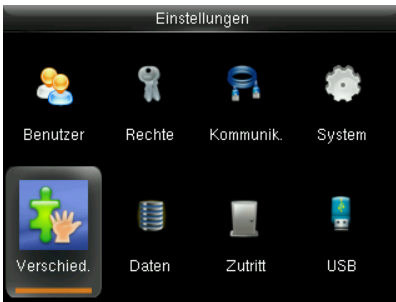 Einstellungen
Benutzer
Rechte
Kommunik.
System
Verschied.
Daten
Zutritt
USB